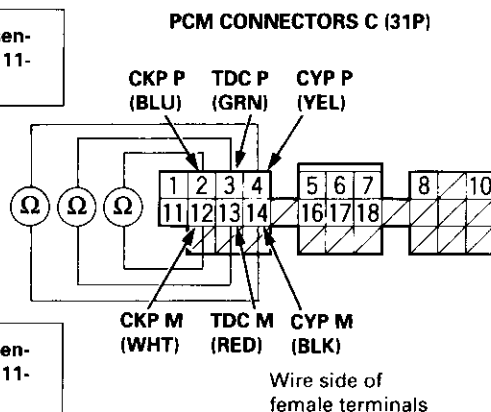 PCM CONNECTORS C (31P)
sen-
11-
CKP P TDC P CYP P
(BLU) (GRN) (YEL)
1 2 3 4 5 6 7 8 10
Ω Ω Ω
11 12 13 14 16 17 18
CKP M TDC M CYP M
(WHT) (RED) (BLK)
en-
11-
Wire side of
female terminals